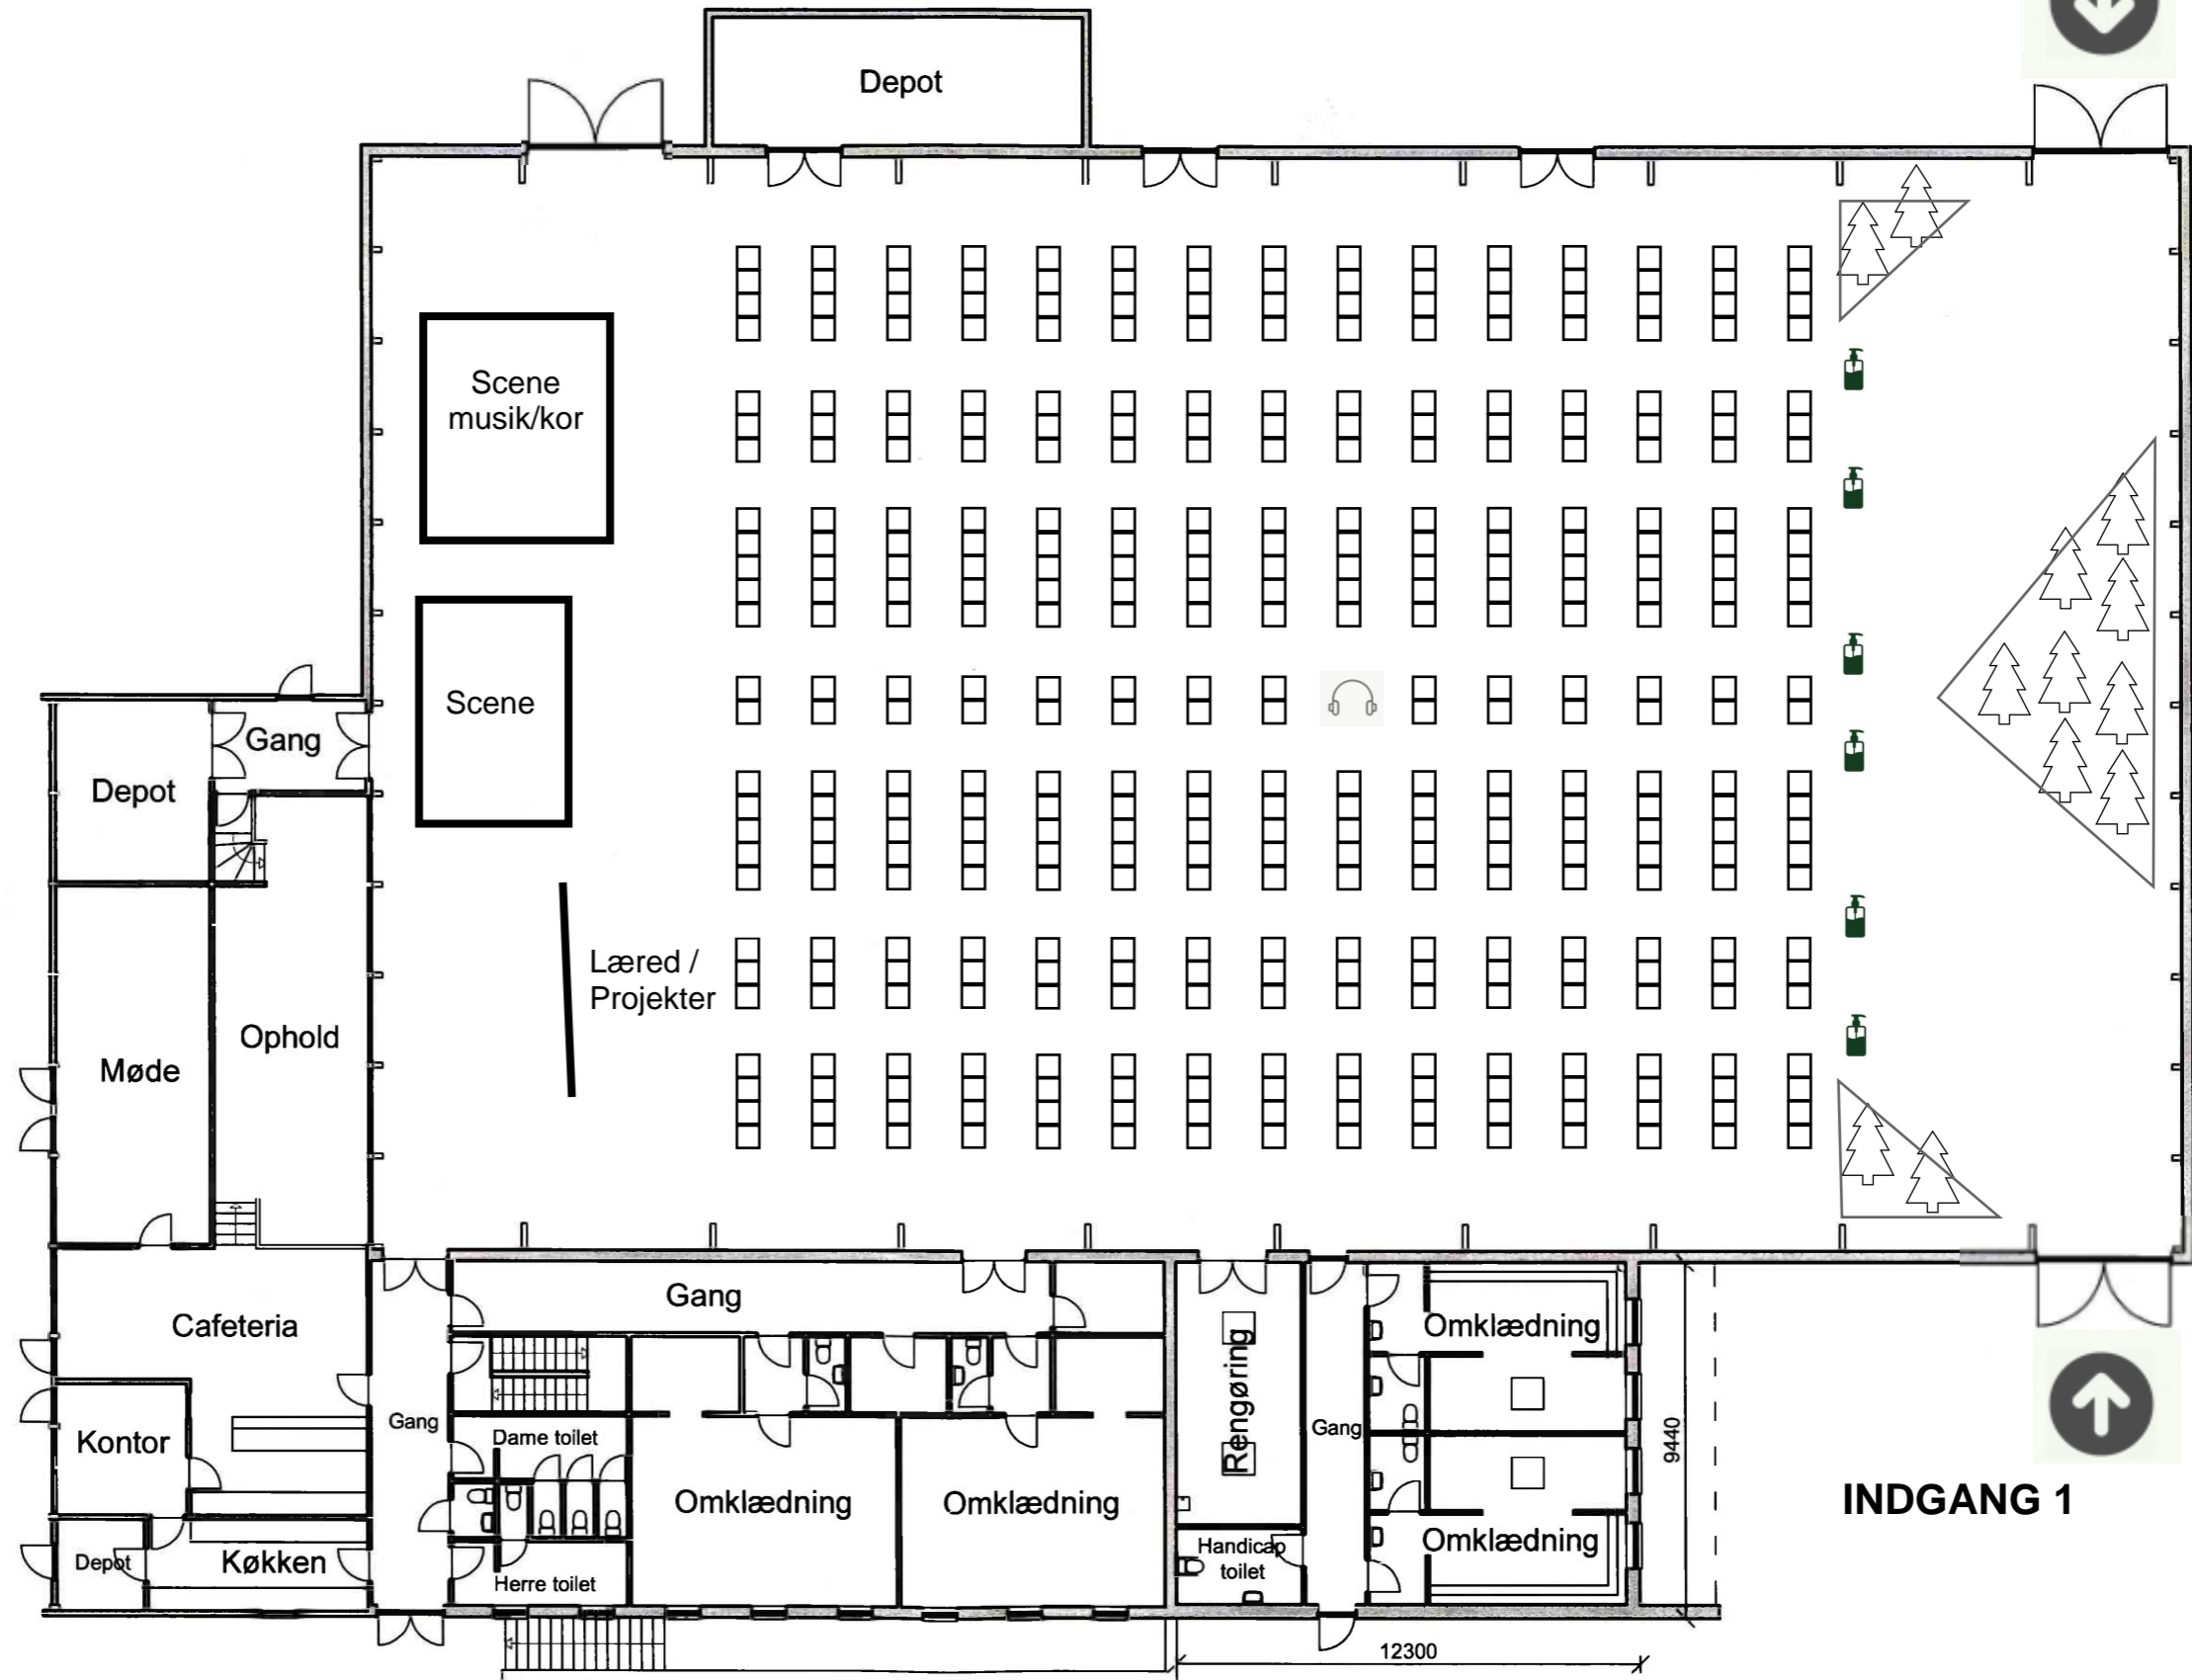 Depot
Scene
musik/kor
Scene
Gang
Depot
Læred /
Projekter
Ophold
Møde
Gang
Cafeteria
Omklædning
Rengøring
Gang
Dame toilet
Gang
Kontor
9440
Omklædning
Omklædning
INDGANG 1
Omklædning
Handicap
toilet
Depot
Køkken
Herre toilet
12300